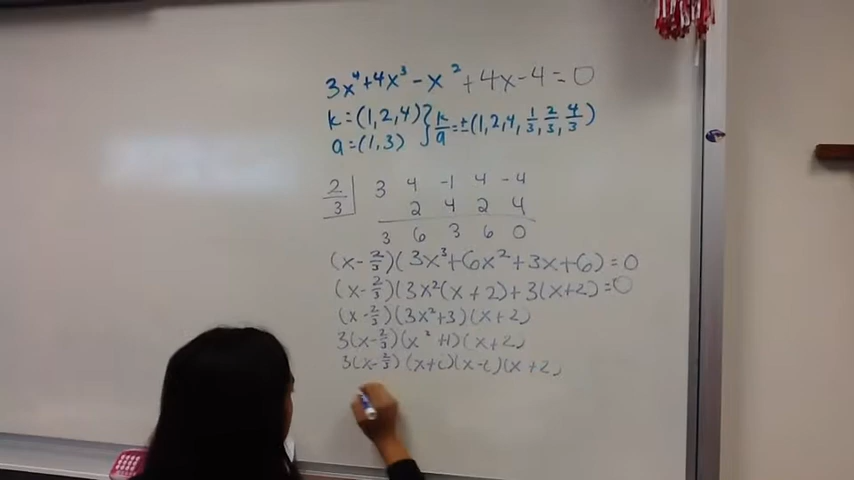 3x⁴+4x³-x²+4x-4=0
k=(1,2,4)} k/a=±(1,2,4,1/3,2/3,4/3)
a=(1,3)
2/3| 3 4 -1 4 -4
2 4 2 4
3 6 3 6 0
(x-2/3)(3x³+6x²+3x+6)=0
(x-2/3)(3x²(x+2)+3(x+2)=0
(x-2/3)(3x²+3)(x+2)
3(x-2/3)(x²+1)(x+2)
3(x-2/3)(x+i)(x-i)(x+2)